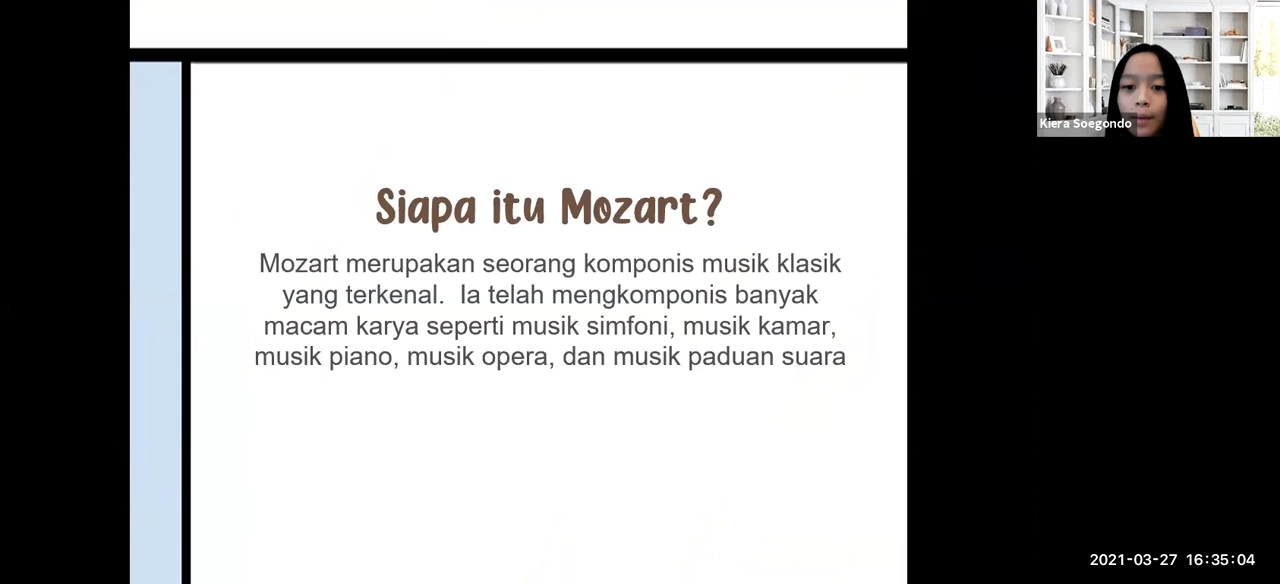 Kiera Soegondo
Siapa itu Mozart?
Mozart merupakan seorang komponis musik klasik
yang terkenal.  Ia telah mengkomponis banyak
macam karya seperti musik simfoni, musik kamar,
musik piano, musik opera, dan musik paduan suara
2021-03-27 16:35:04